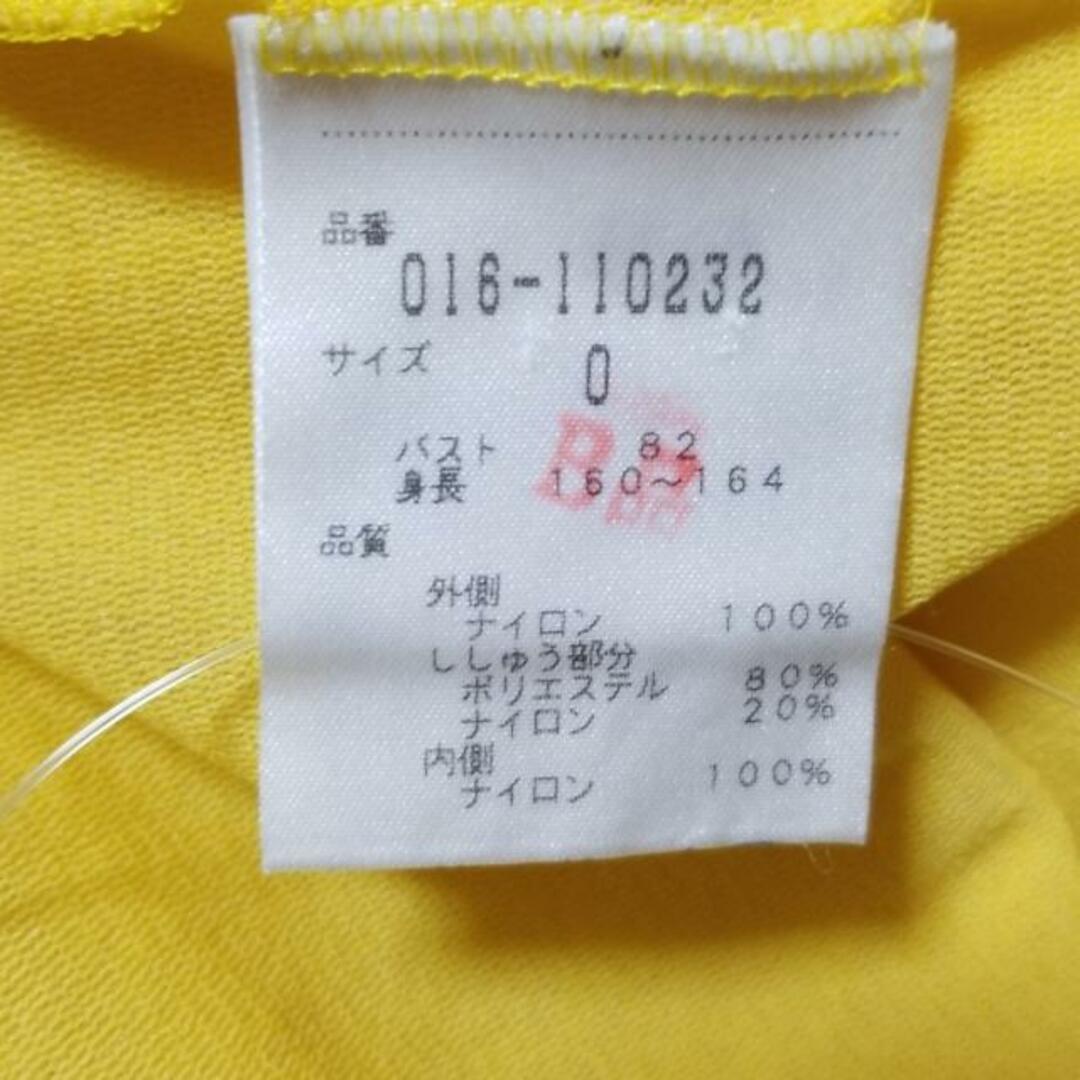 品番
016-110232
サイズ 0
バスト 82
身長 160～164
B品
品質
外側
ナイロン 100%
ししゅう部分
ポリエステル 80%
ナイロン 20%
内側
ナイロン 100%